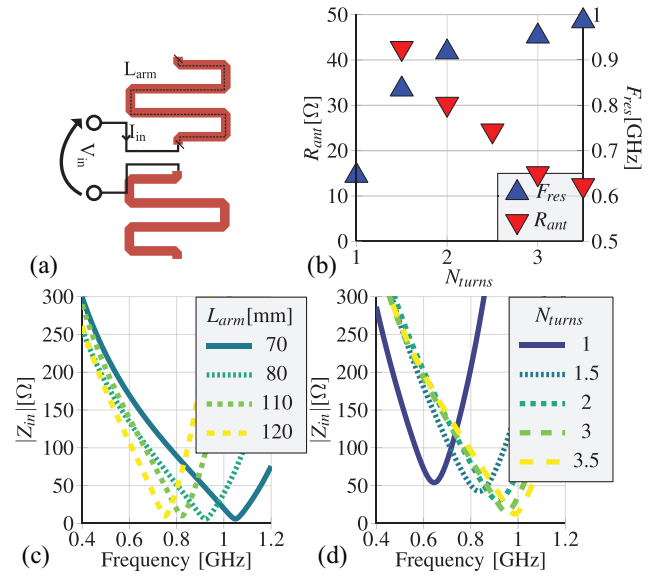 (a)
L_arm
I_in
V_in
(b)
R_ant [Ω]
50
40
30
20
10
0
1
2
3
N_turns
1
0.9
0.8
0.7
0.6
0.5
F_res [GHz]
F_res
R_ant
(c)
|Z_in| [Ω]
300
250
200
150
100
50
0
0.4
0.6
0.8
1
1.2
Frequency [GHz]
L_arm [mm]
70
80
110
120
(d)
|Z_in| [Ω]
300
250
200
150
100
50
0
0.4
0.6
0.8
1
1.2
Frequency [GHz]
N_turns
1
1.5
2
3
3.5